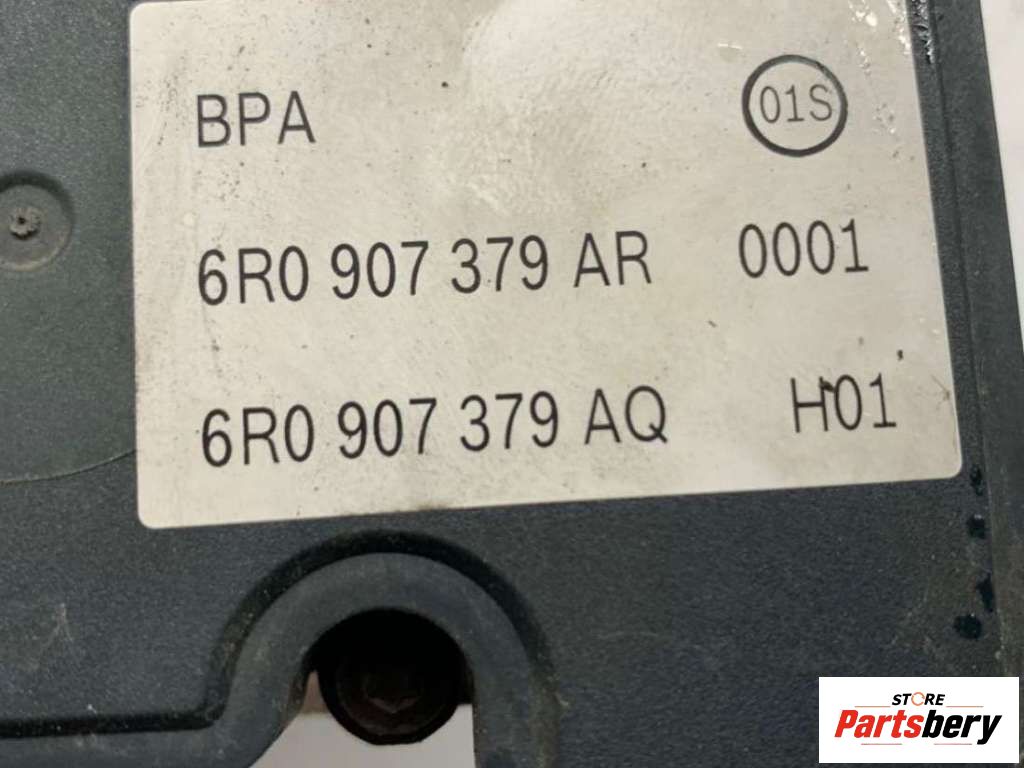 BPA 01S
6R0 907 379 AR 0001
6R0 907 379 AQ H01
STORE
Partsbery